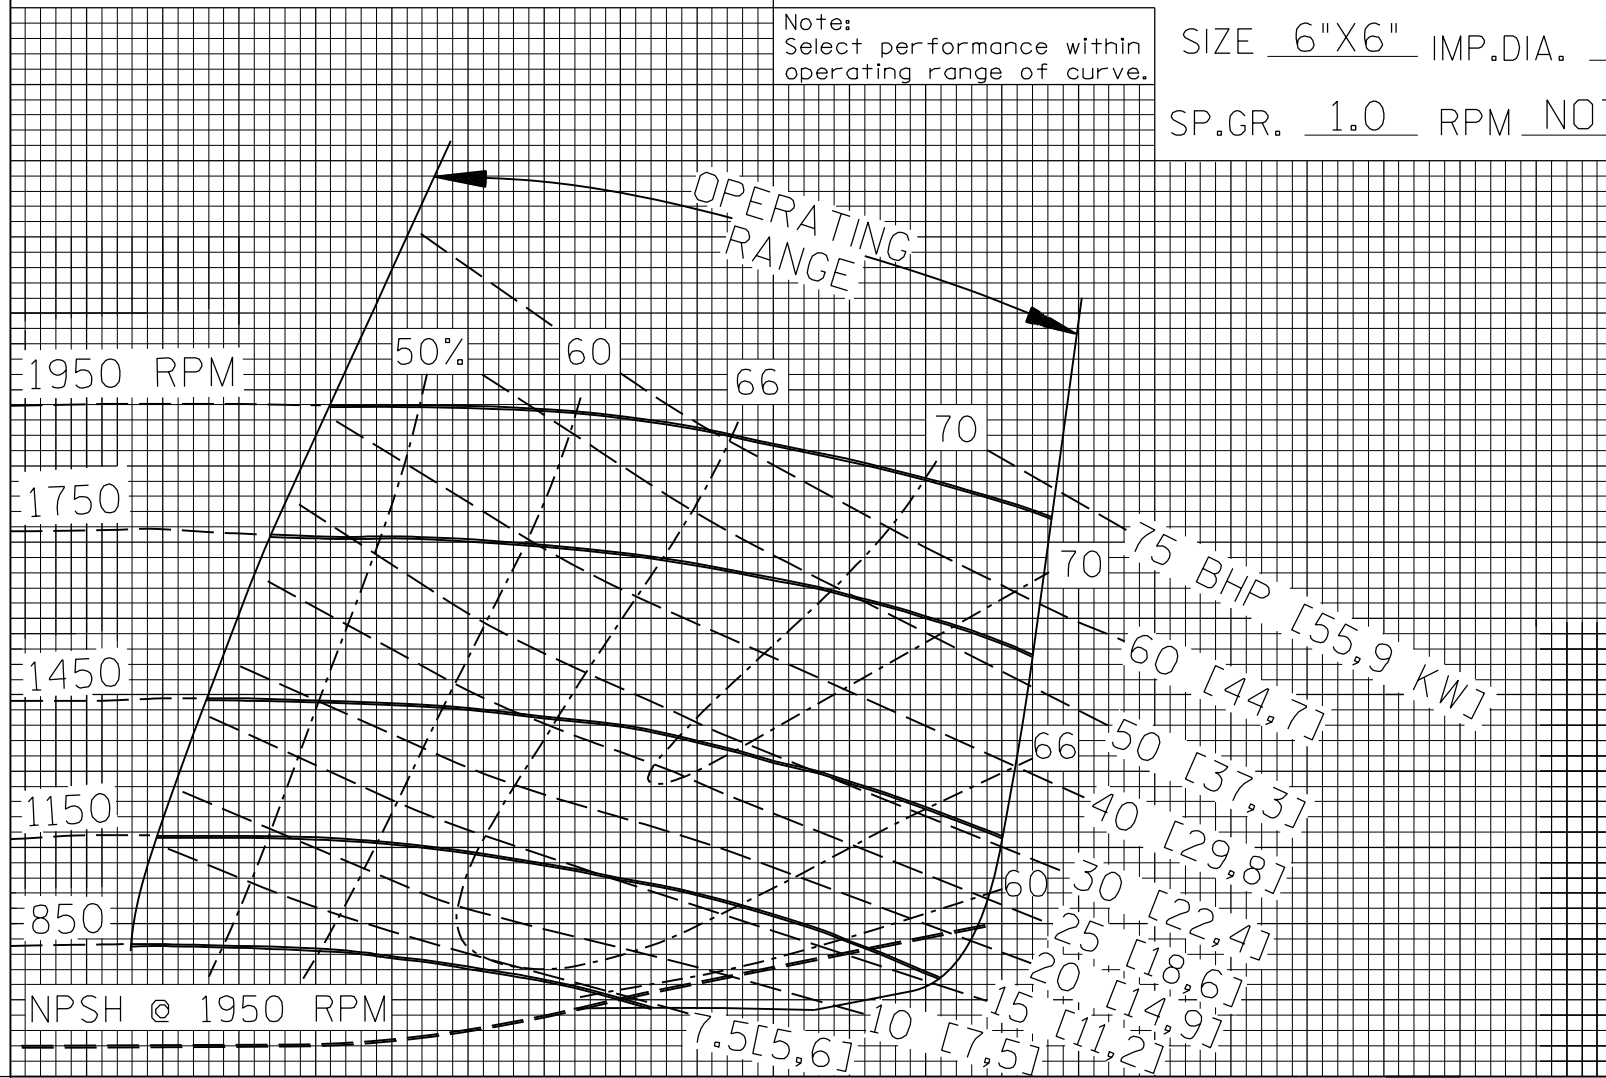 Note:
Select performance within
operating range of curve.
SIZE 6"X6" IMP.DIA.
SP.GR. 1.0 RPM
OPERATING
RANGE
50%
60
66
70
1950 RPM
1750
1450
1150
850
70
66
60
75 BHP [55,9 KW]
60 [44,7]
50 [37,3]
40 [29,8]
30 [22,4]
25 [18,6]
20 [14,9]
15 [11,2]
10 [7,5]
7.5[5,6]
NPSH @ 1950 RPM